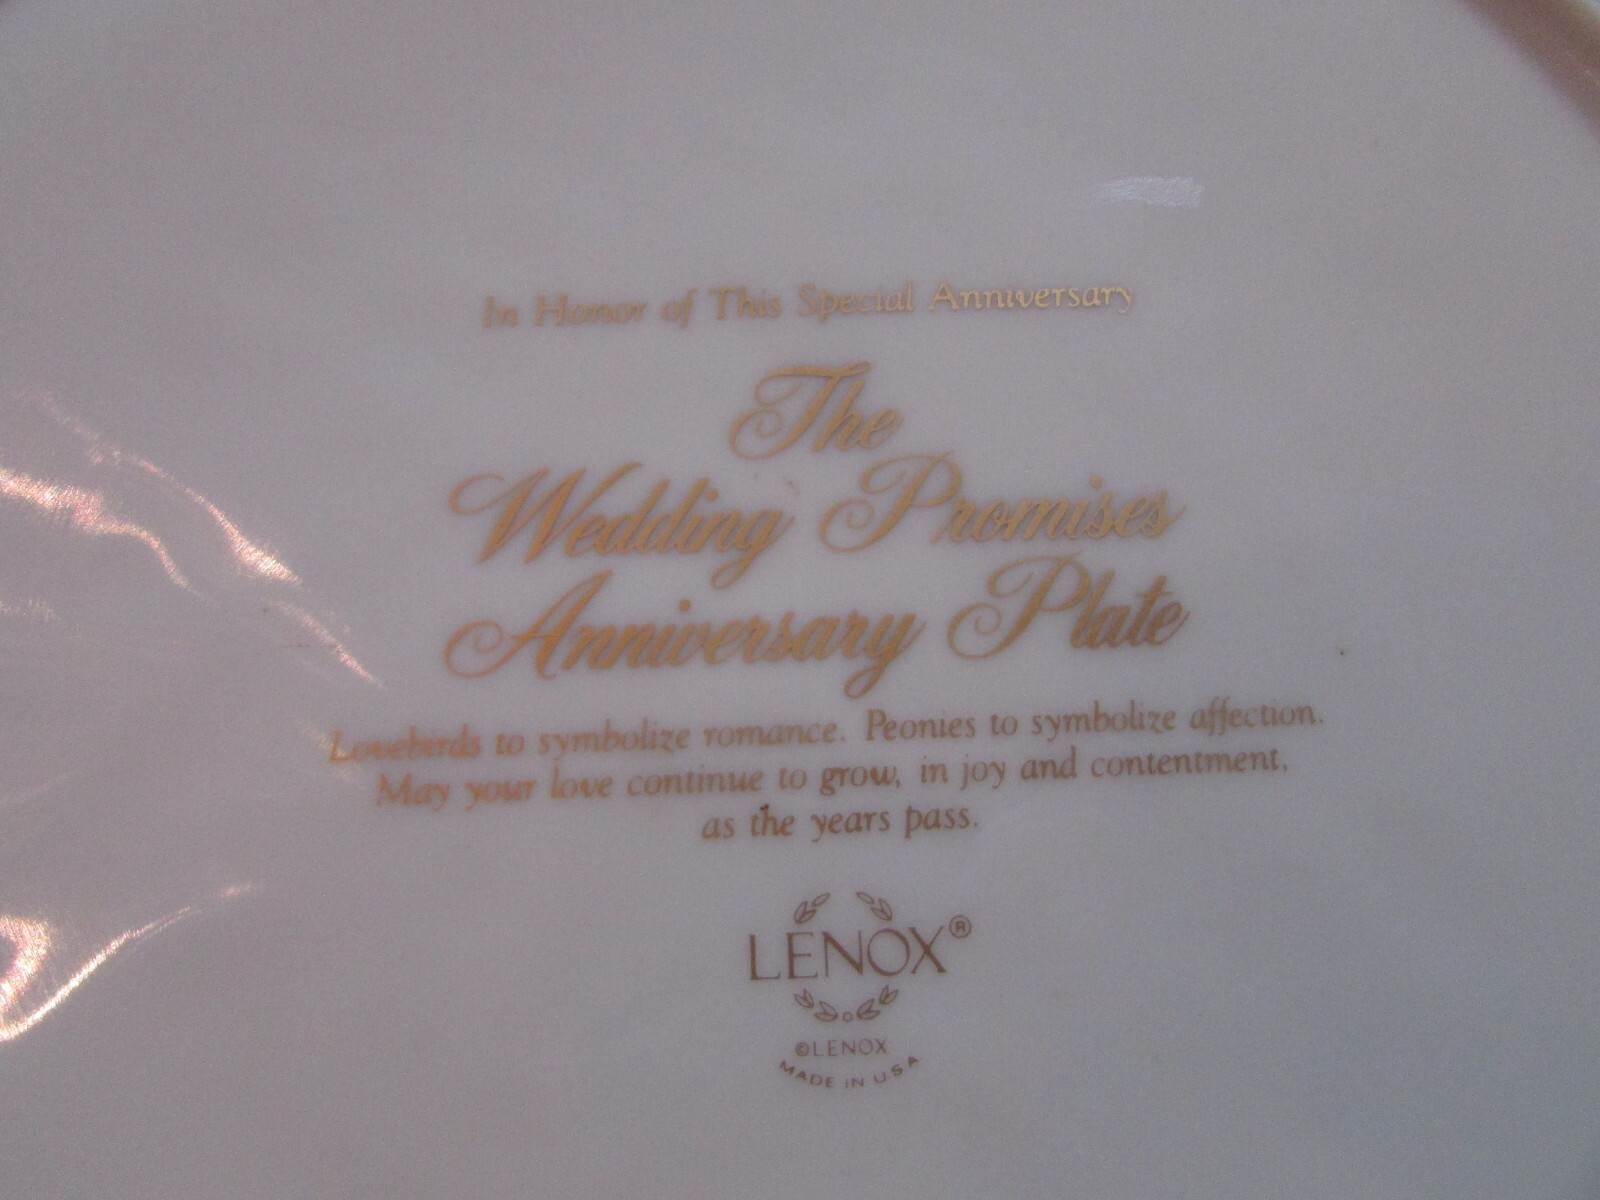 In Honor of This Special Anniversary
The
Wedding Promises
Anniversary Plate
Lovebirds to symbolize romance. Peonies to symbolize affection.
May your love continue to grow, in joy and contentment,
as the years pass.
LENOX®
©LENOX
MADE IN U.S.A